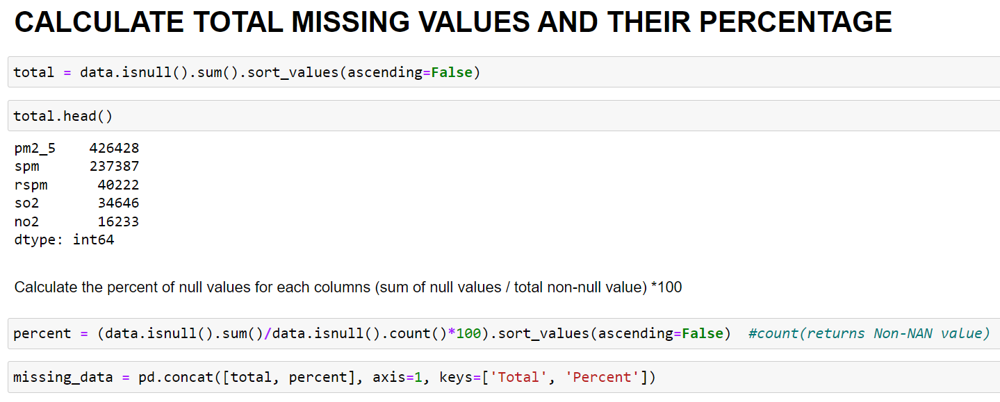 CALCULATE TOTAL MISSING VALUES AND THEIR PERCENTAGE
total = data.isnull().sum().sort_values(ascending=False)
total.head()
pm2_5    426428
spm      237387
rspm      40222
so2       34646
no2       16233
dtype: int64
Calculate the percent of null values for each columns (sum of null values / total non-null value) *100
percent = (data.isnull().sum()/data.isnull().count()*100).sort_values(ascending=False)  #count(returns Non-NAN value)
missing_data = pd.concat([total, percent], axis=1, keys=['Total', 'Percent'])